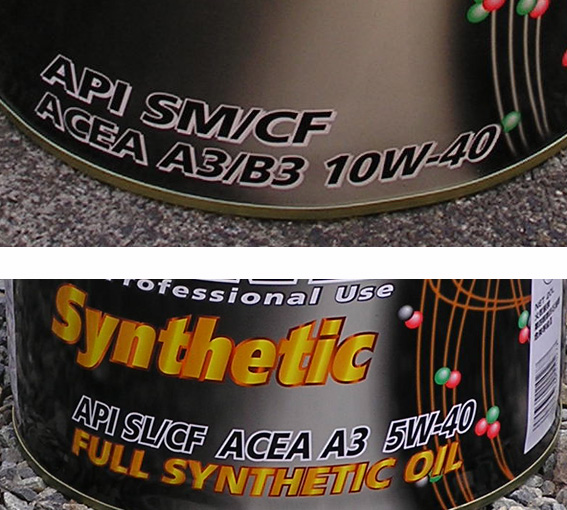 API SM/CF
ACEA A3/B3 10W-40
Professional Use
Synthetic
API SL/CF ACEA A3 5W-40
FULL SYNTHETIC OIL